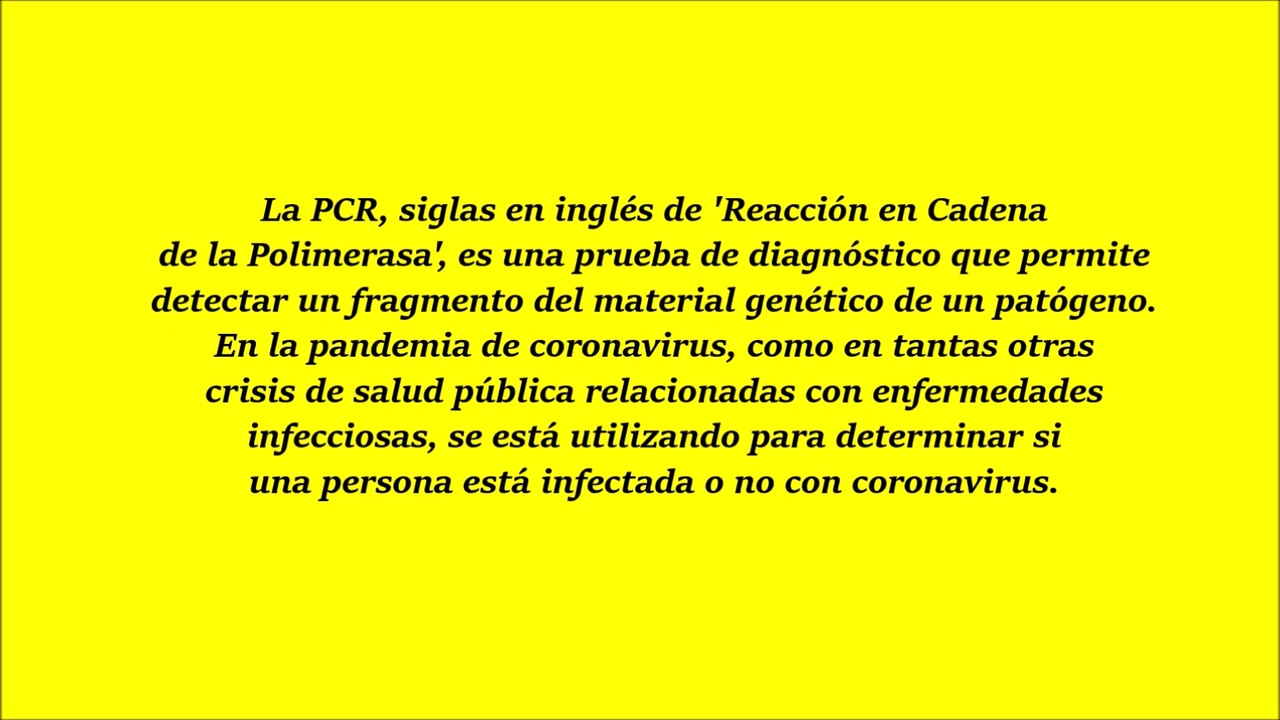 La PCR, siglas en inglés de 'Reacción en Cadena
de la Polimerasa', es una prueba de diagnóstico que permite
detectar un fragmento del material genético de un patógeno.
En la pandemia de coronavirus, como en tantas otras
crisis de salud pública relacionadas con enfermedades
infecciosas, se está utilizando para determinar si
una persona está infectada o no con coronavirus.